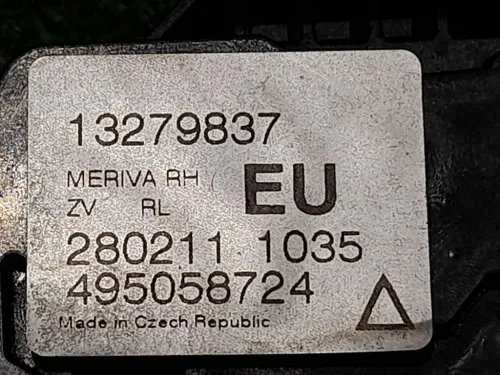 13279837
MERIVA RH EU
ZV RL
280211 1035
495058724
Made in Czech Republic